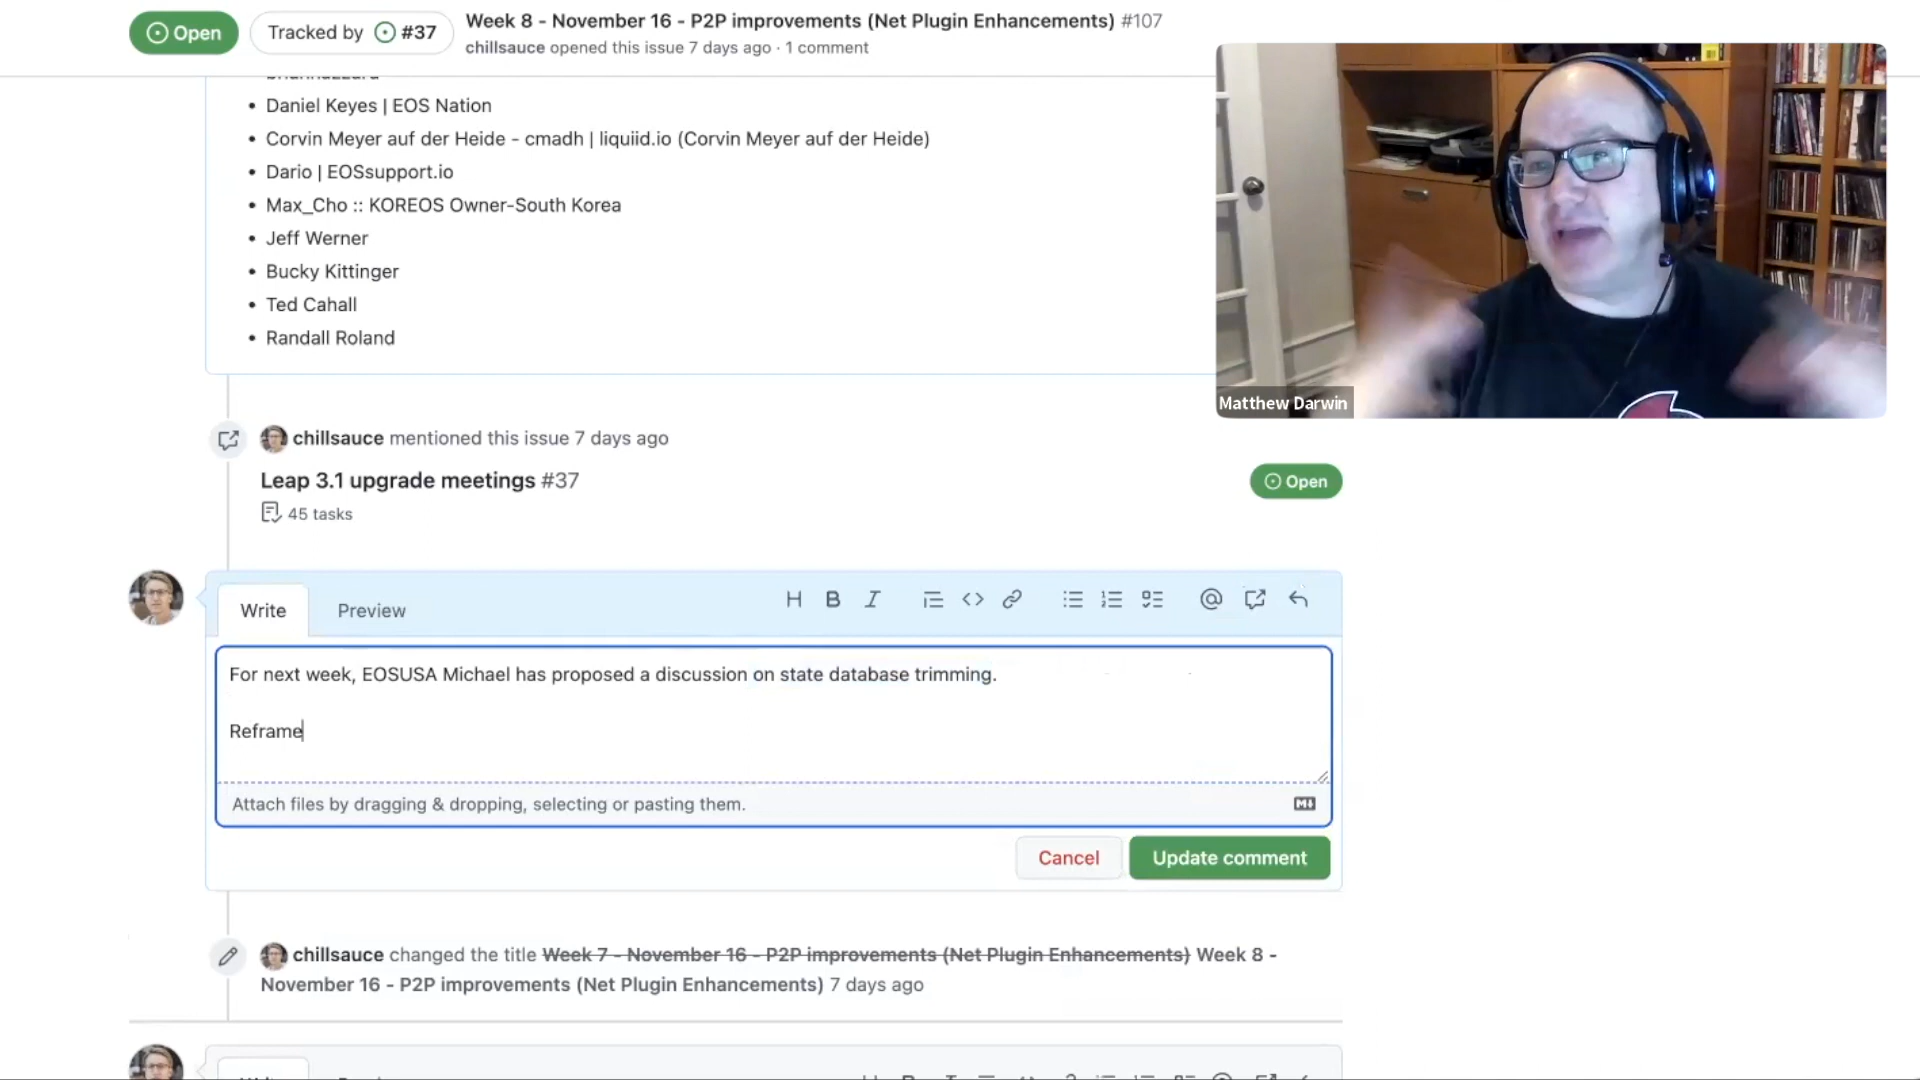 Open
Tracked by #37
Week 8 - November 16 - P2P improvements (Net Plugin Enhancements) #107
chillsauce opened this issue 7 days ago · 1 comment
• Daniel Keyes | EOS Nation
• Corvin Meyer auf der Heide - cmadh | liquiid.io (Corvin Meyer auf der Heide)
• Dario | EOSsupport.io
• Max_Cho :: KOREOS Owner-South Korea
• Jeff Werner
• Bucky Kittinger
• Ted Cahall
• Randall Roland
Matthew Darwin
chillsauce mentioned this issue 7 days ago
Leap 3.1 upgrade meetings #37
Open
45 tasks
Write
Preview
For next week, EOSUSA Michael has proposed a discussion on state database trimming.
Reframe
Attach files by dragging & dropping, selecting or pasting them.
Cancel
Update comment
chillsauce changed the title Week 7 - November 16 - P2P improvements (Net Plugin Enhancements) Week 8 -
November 16 - P2P improvements (Net Plugin Enhancements) 7 days ago